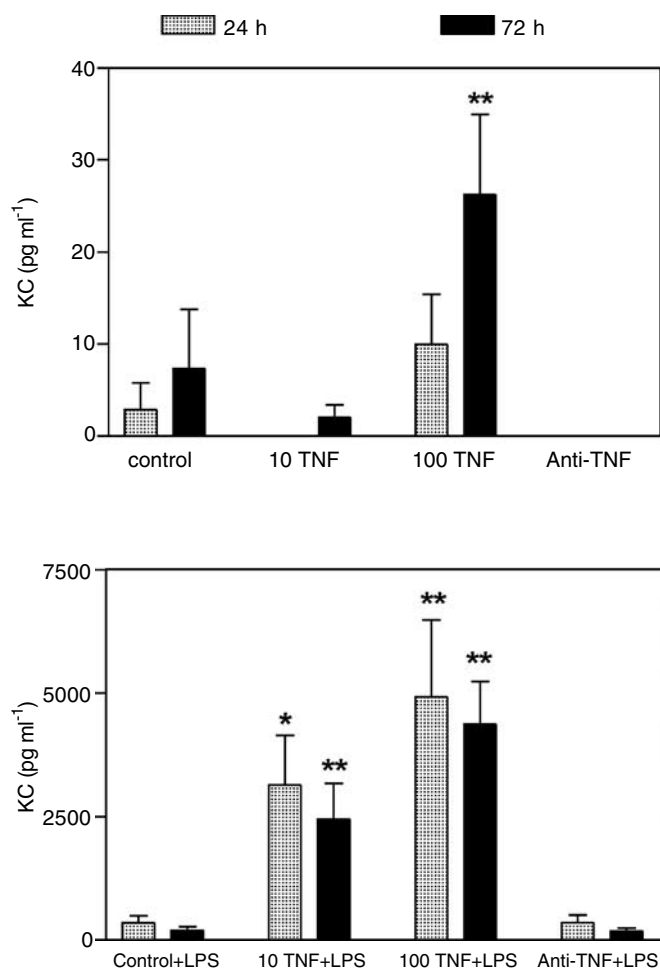 24 h 72 h
40
**
30
KC (pg ml⁻¹)
20
10
0
control 10 TNF 100 TNF Anti-TNF
7500
**
**
5000
*
**
KC (pg ml⁻¹)
2500
0
Control+LPS 10 TNF+LPS 100 TNF+LPS Anti-TNF+LPS